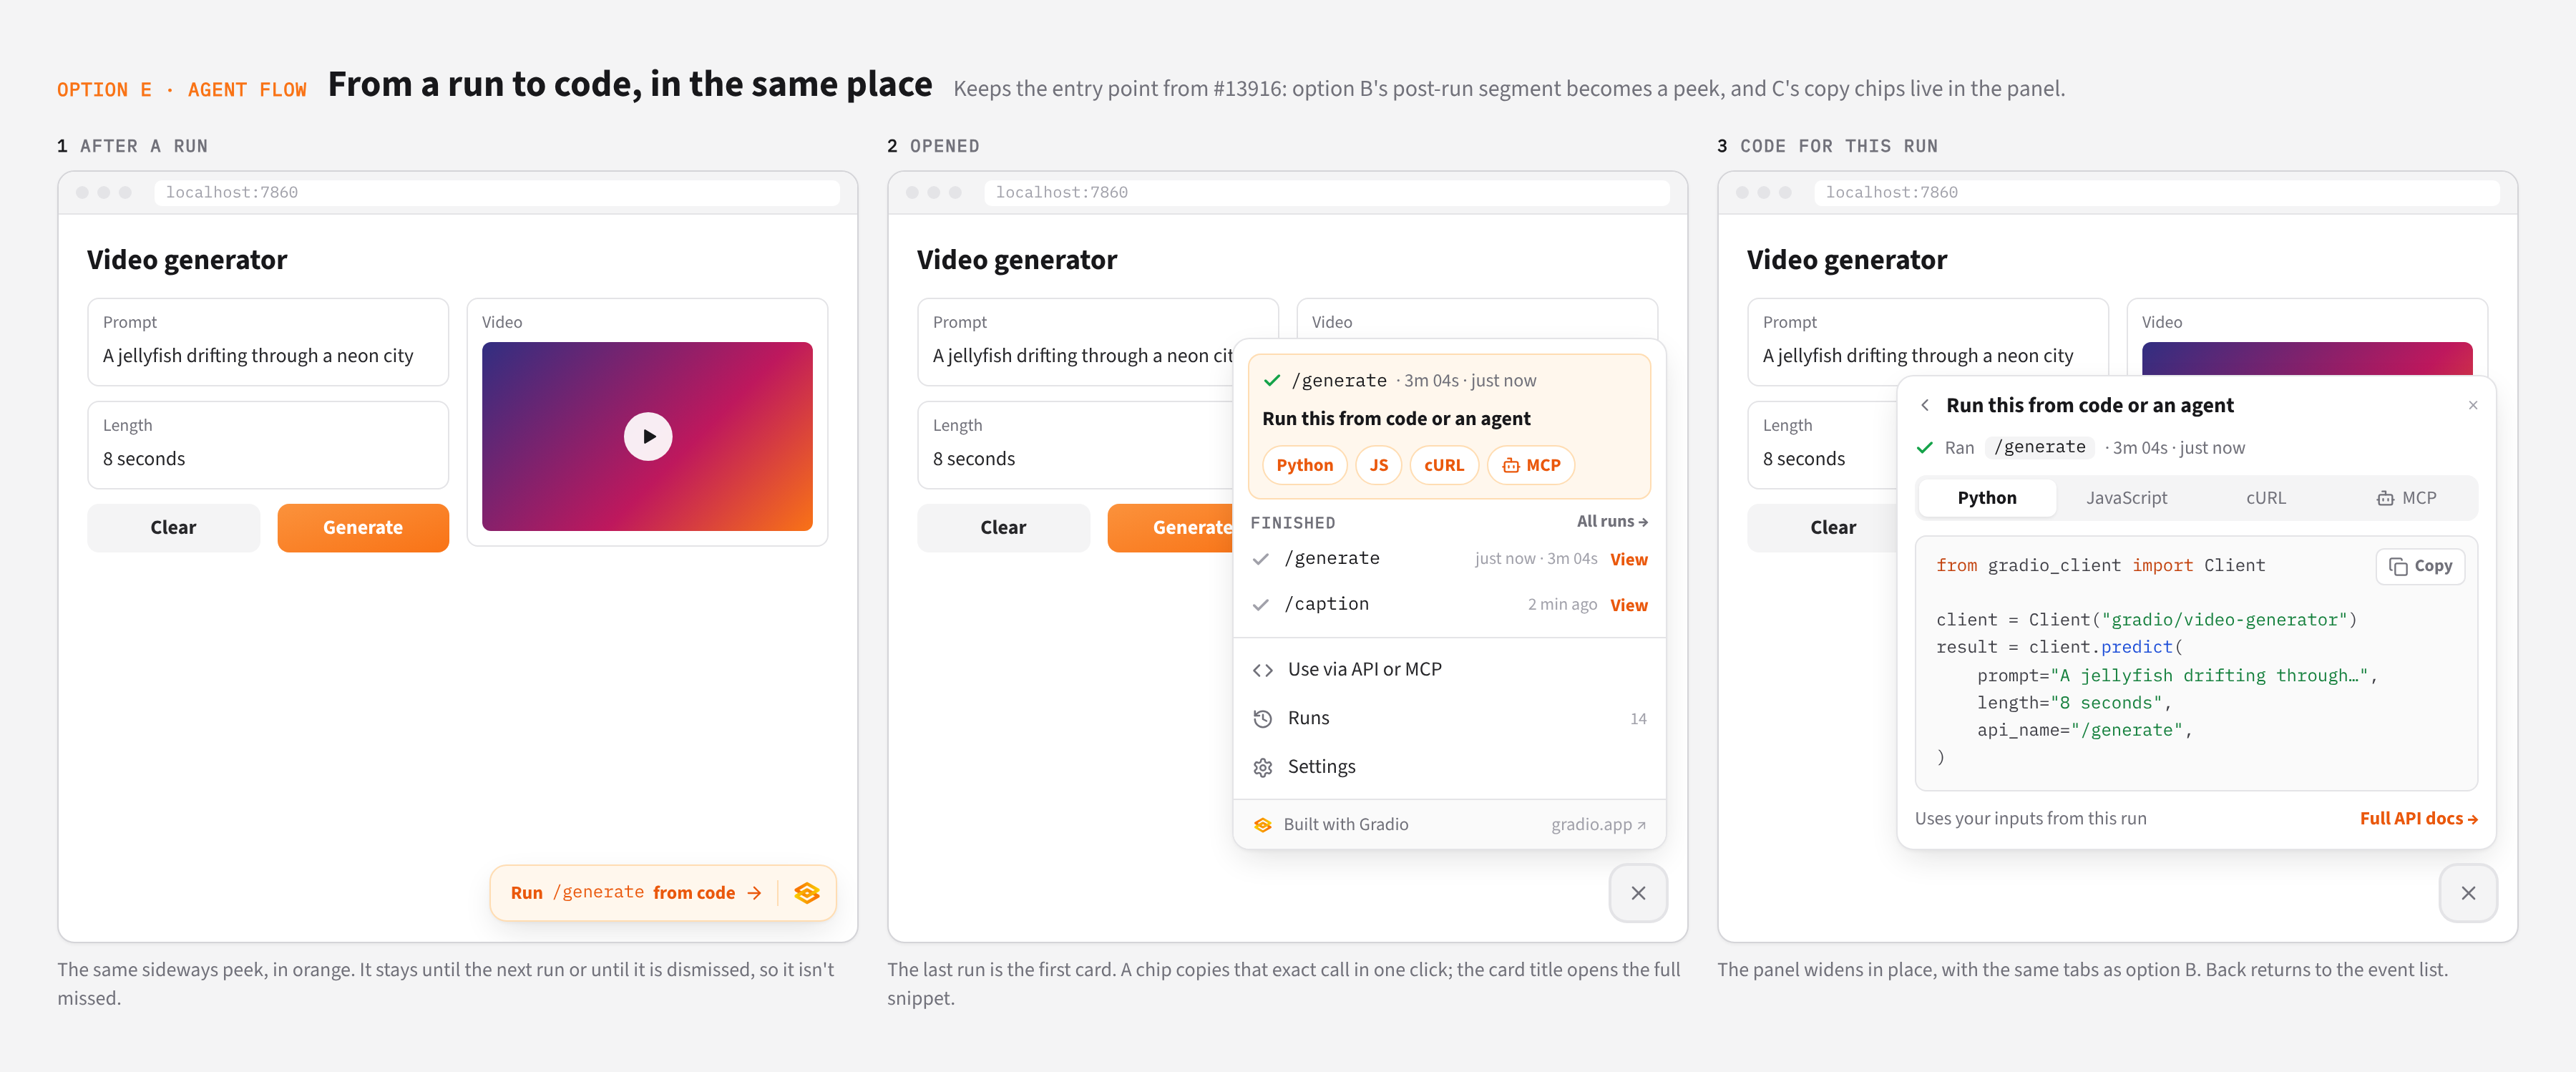 OPTION E · AGENT FLOW From a run to code, in the same place Keeps the entry point from #13916: option B's post-run segment becomes a peek, and C's copy chips live in the panel.
1 AFTER A RUN
localhost:7860
Video generator
Prompt
A jellyfish drifting through a neon city
Length
8 seconds
Clear
Generate
Video
Run /generate from code →
The same sideways peek, in orange. It stays until the next run or until it is dismissed, so it isn't
missed.
2 OPENED
localhost:7860
Video generator
Prompt
A jellyfish drifting through a neon cit
Length
8 seconds
Clear
Generate
Video
/generate · 3m 04s · just now
Run this from code or an agent
Python JS cURL MCP
FINISHED All runs →
/generate just now · 3m 04s View
/caption 2 min ago View
Use via API or MCP
Runs 14
Settings
Built with Gradio gradio.app ↗
The last run is the first card. A chip copies that exact call in one click; the card title opens the full
snippet.
3 CODE FOR THIS RUN
localhost:7860
Video generator
Prompt
A jellyfish drifting through a neon city
Length
8 seconds
Clear
Video
Run this from code or an agent ×
Ran /generate · 3m 04s · just now
Python JavaScript cURL MCP
from gradio_client import Client
Copy
client = Client("gradio/video-generator")
result = client.predict(
    prompt="A jellyfish drifting through…",
    length="8 seconds",
    api_name="/generate",
)
Uses your inputs from this run Full API docs →
The panel widens in place, with the same tabs as option B. Back returns to the event list.